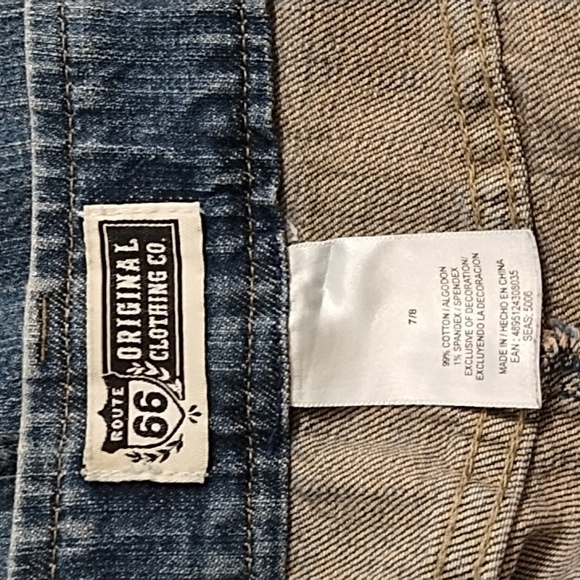 ROUTE
66
ORIGINAL
CLOTHING CO.
7/8
99% COTTON / ALGODON
1% SPANDEX / SPENDEX
EXCLUSIVE OF DECORATION/
EXCLUYENDO LA DECORACION
MADE IN / HECHO EN CHINA
EAN : 4895124308035
SEAS: 5006